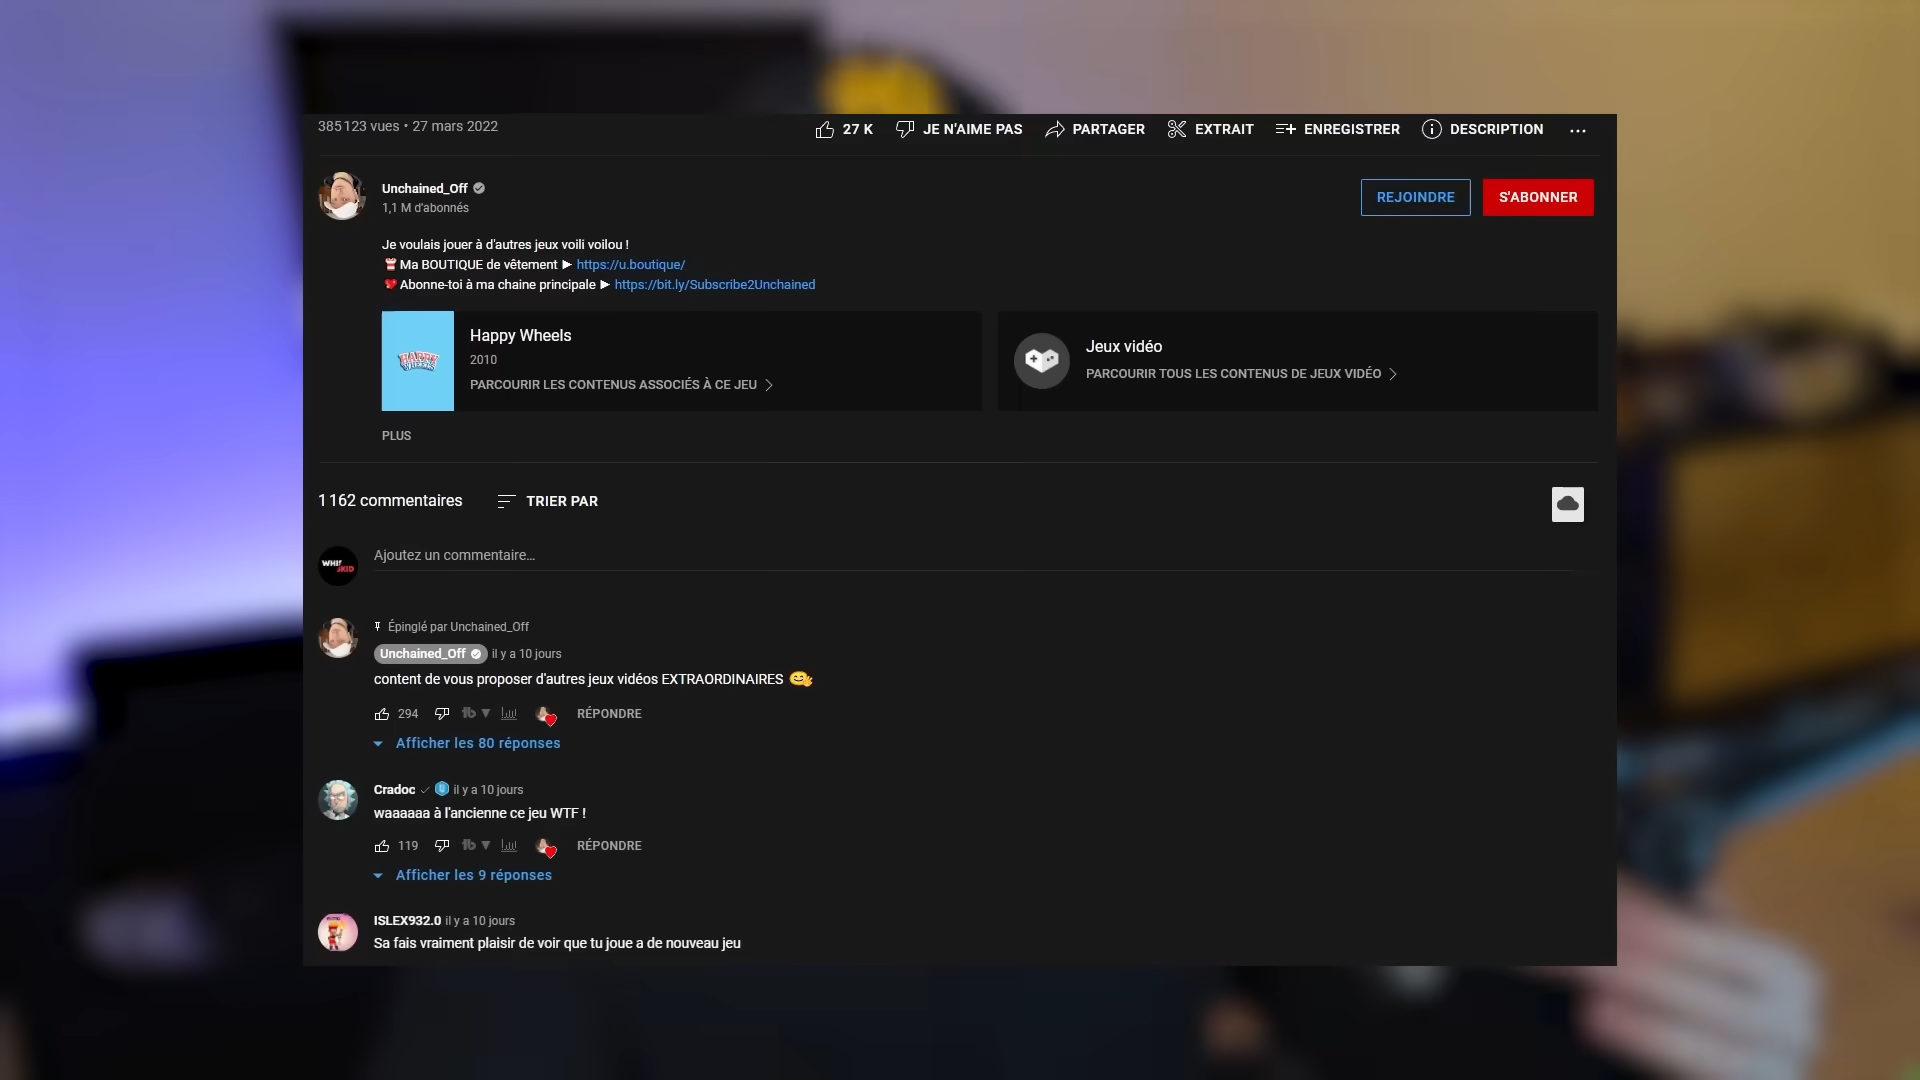 385 123 vues • 27 mars 2022
27 K
JE N'AIME PAS
PARTAGER
EXTRAIT
ENREGISTRER
DESCRIPTION
Unchained_Off
1,1 M d'abonnés
REJOINDRE
S'ABONNER
Je voulais jouer à d'autres jeux voili voilou !
Ma BOUTIQUE de vêtement ► https://u.boutique/
Abonne-toi à ma chaine principale ► https://bit.ly/Subscribe2Unchained
HAPPY
WHEELS
Happy Wheels
2010
PARCOURIR LES CONTENUS ASSOCIÉS À CE JEU
Jeux vidéo
PARCOURIR TOUS LES CONTENUS DE JEUX VIDÉO
PLUS
1 162 commentaires
TRIER PAR
Ajoutez un commentaire...
Épinglé par Unchained_Off
Unchained_Off il y a 10 jours
content de vous proposer d'autres jeux vidéos EXTRAORDINAIRES 😊👋
294
RÉPONDRE
Afficher les 80 réponses
Cradoc il y a 10 jours
waaaaaa à l'ancienne ce jeu WTF !
119
RÉPONDRE
Afficher les 9 réponses
ISLEX932.0 il y a 10 jours
Sa fais vraiment plaisir de voir que tu joue a de nouveau jeu